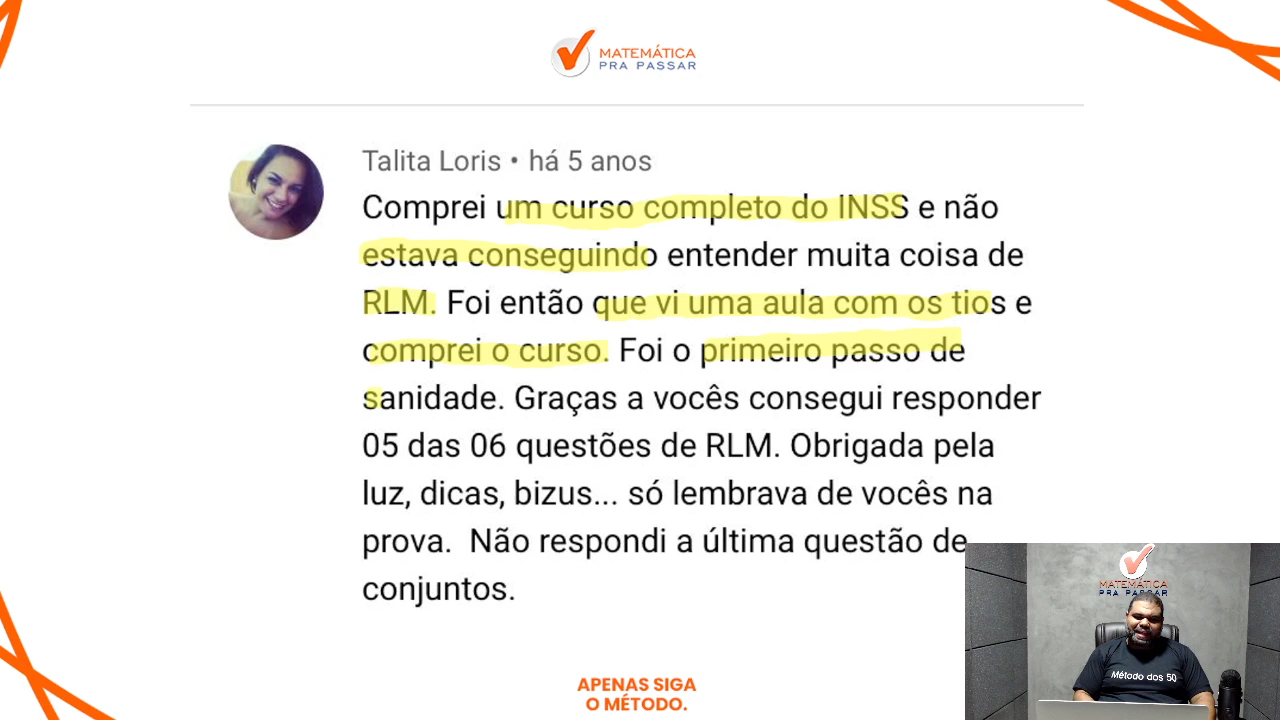 MATEMÁTICA
PRA PASSAR
Talita Loris • há 5 anos
Comprei um curso completo do INSS e não
estava conseguindo entender muita coisa de
RLM. Foi então que vi uma aula com os tios e
comprei o curso. Foi o primeiro passo de
sanidade. Graças a vocês consegui responder
05 das 06 questões de RLM. Obrigada pela
luz, dicas, bizus... só lembrava de vocês na
prova.  Não respondi a última questão de
conjuntos.
MATEMÁTICA
PRA PASSAR
Método dos 50
APENAS SIGA
O MÉTODO.